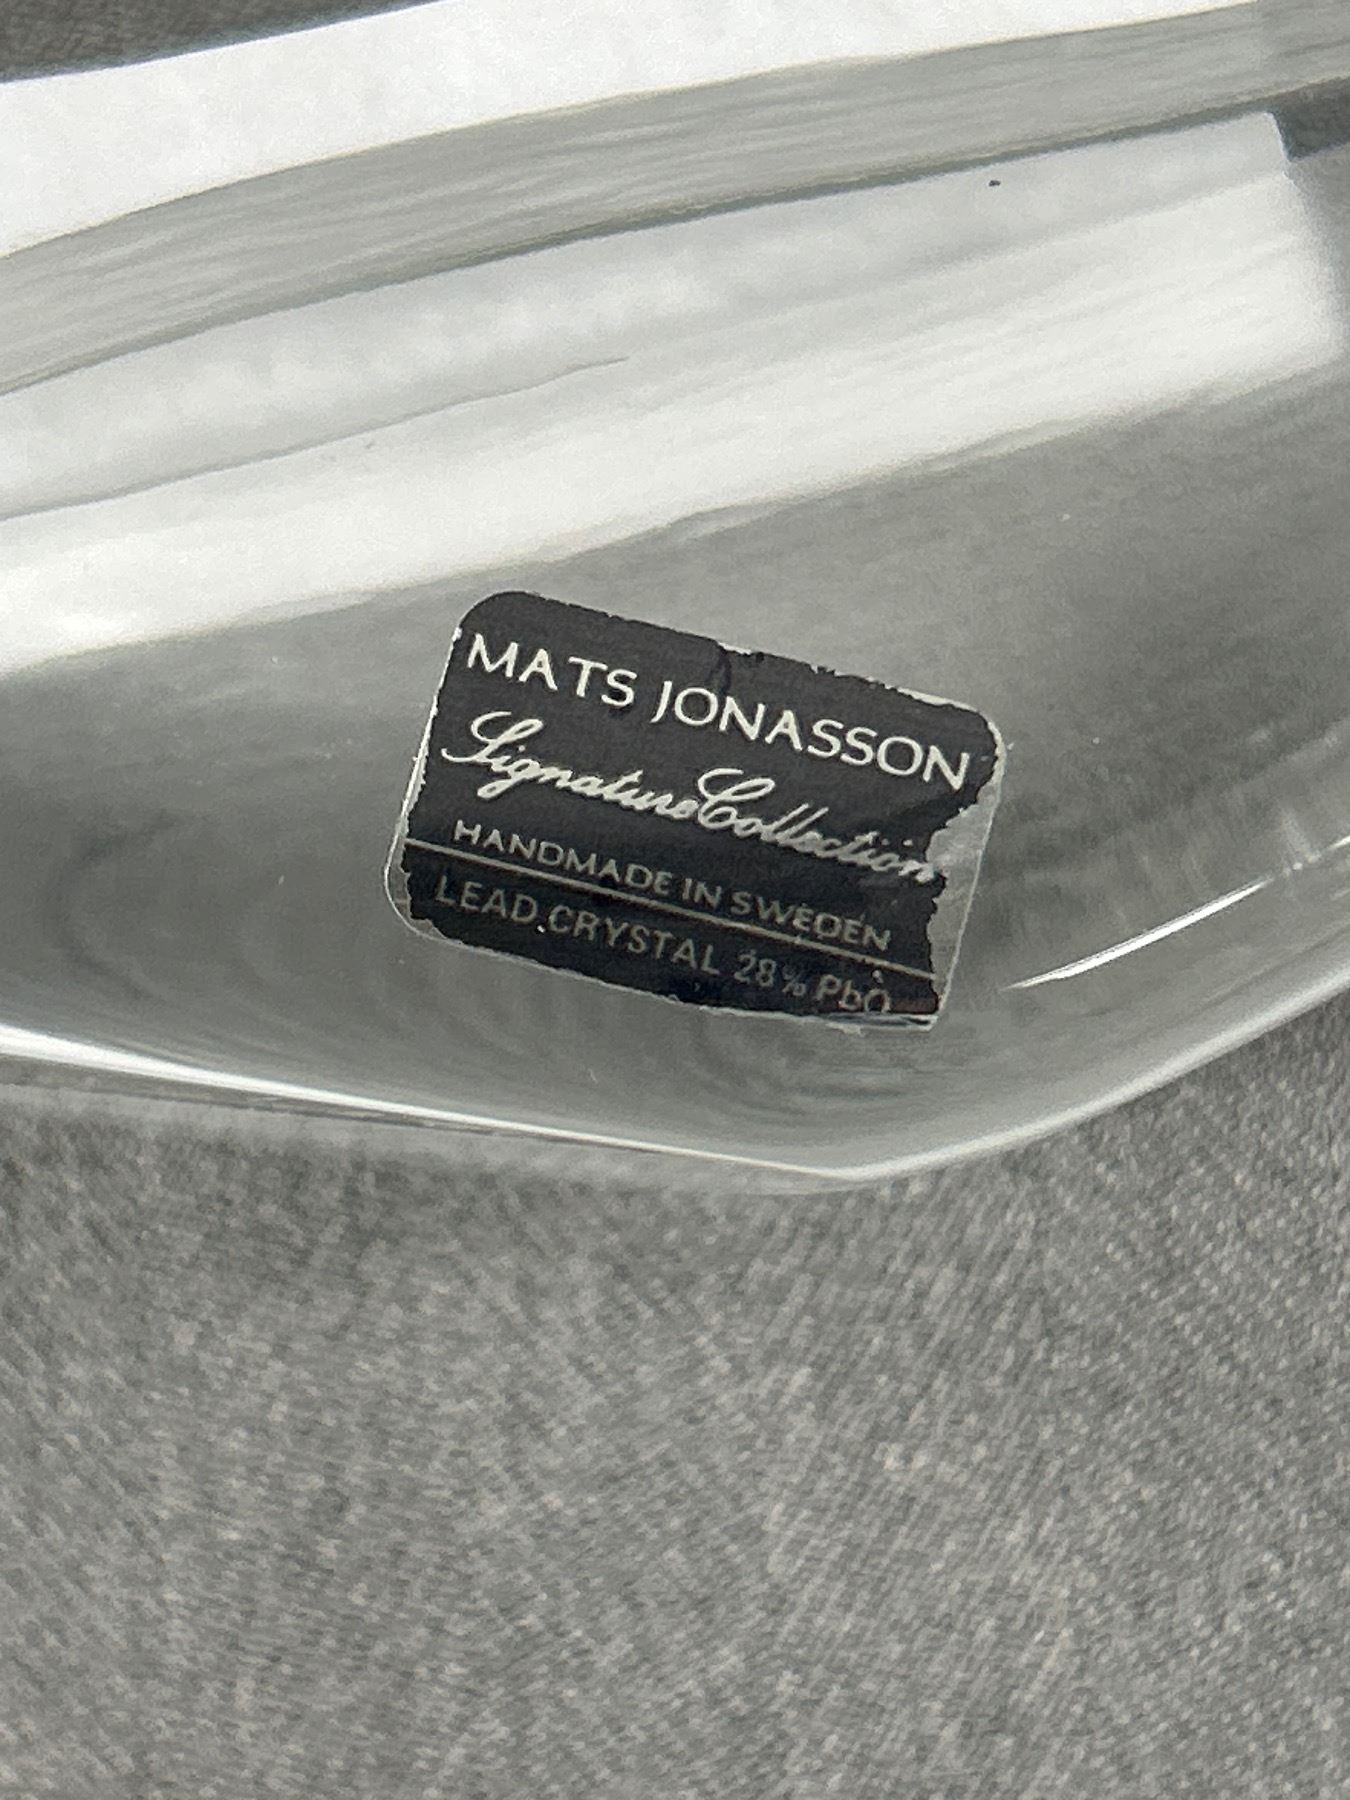 MATS JONASSON
Signature Collection
HANDMADE IN SWEDEN
LEAD CRYSTAL 28% PbO